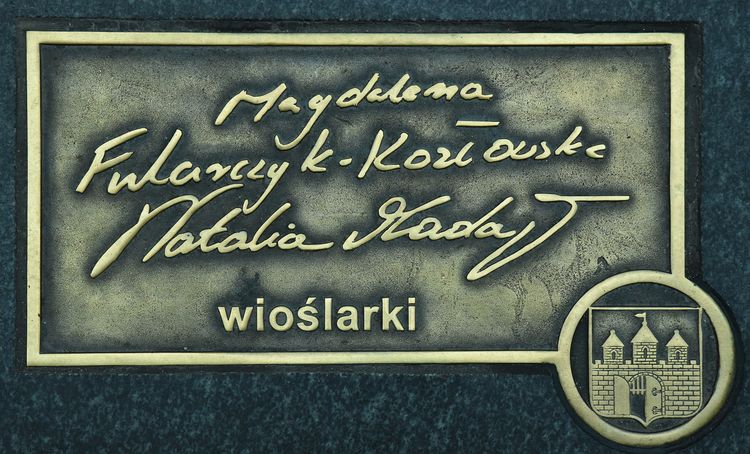 Magdalena
Fularczyk-Kozłowska
Natalia Madaj
wioślarki